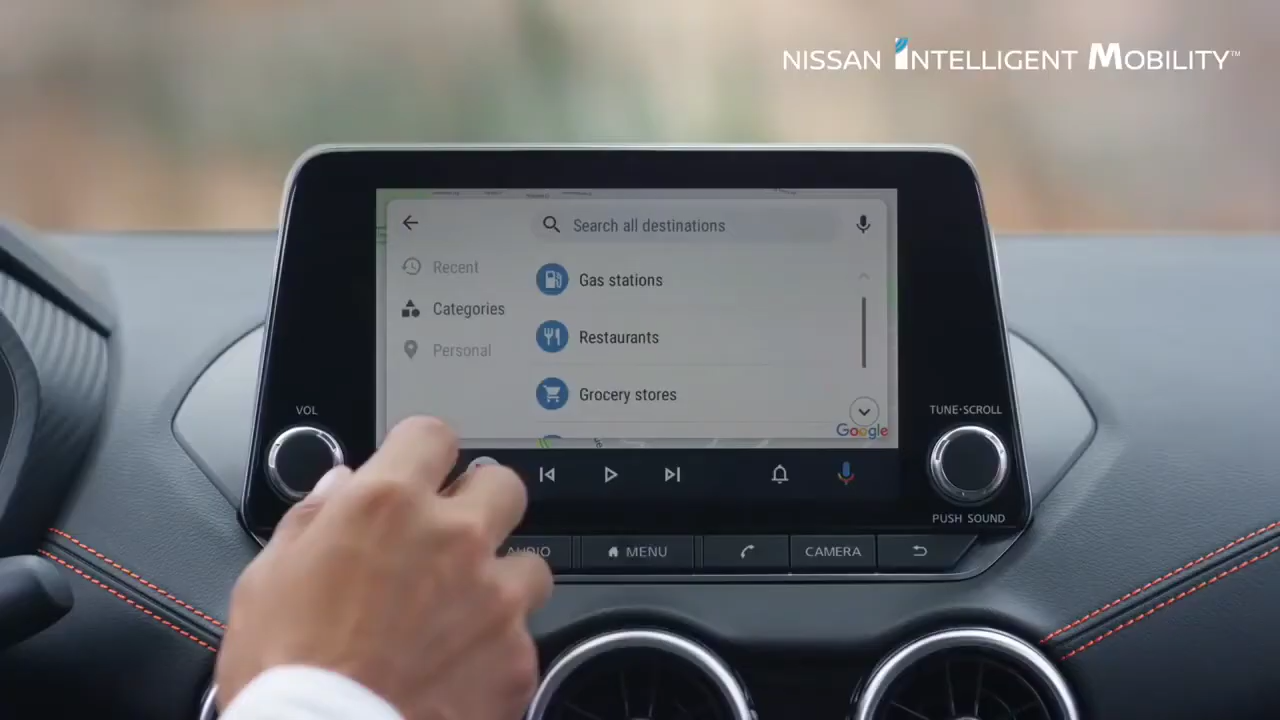 NISSAN INTELLIGENT MOBILITY™
Search all destinations
Recent
Categories
Personal
Gas stations
Restaurants
Grocery stores
Google
VOL
TUNE·SCROLL
PUSH SOUND
AUDIO
MENU
CAMERA